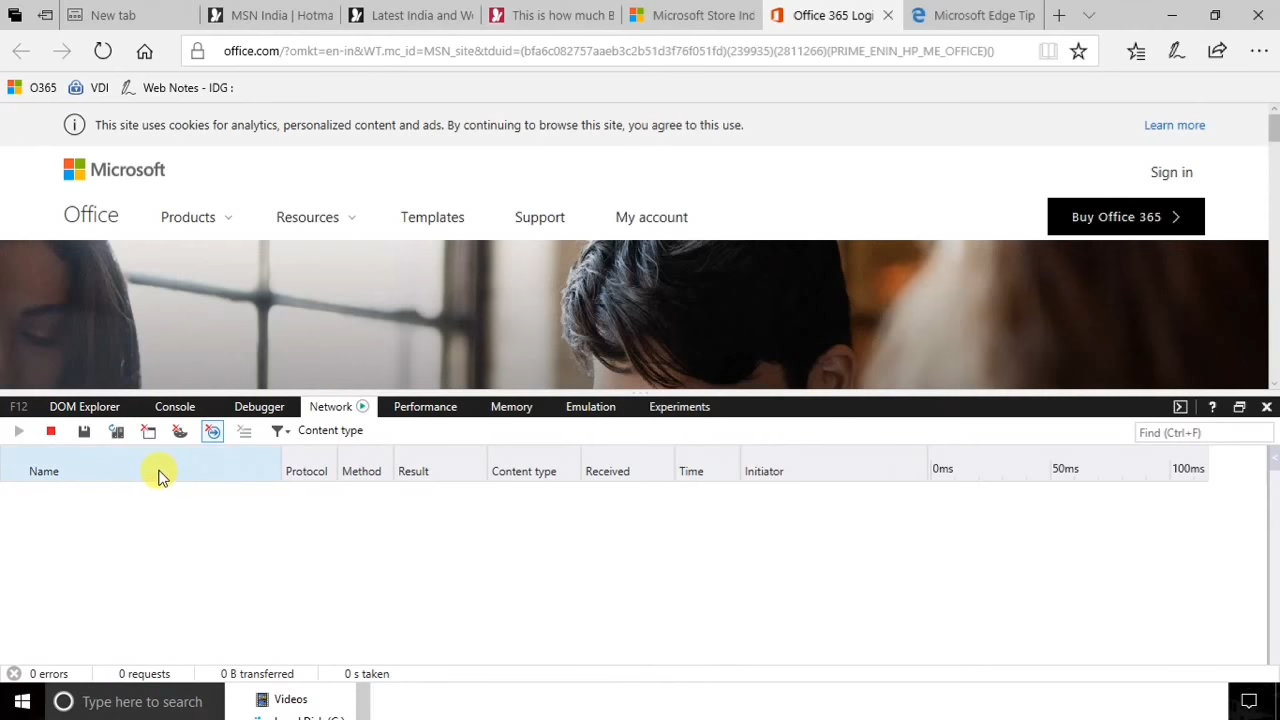 New tab
MSN India | Hotma
Latest India and Wo
This is how much B
Microsoft Store Ind
Office 365 Logi
Microsoft Edge Tip
office.com/?omkt=en-in&WT.mc_id=MSN_site&tduid=(bfa6c082757aaeb3c2b51d3f76f051fd)(239935)(2811266)(PRIME_ENIN_HP_ME_OFFICE)()
O365
VDI
Web Notes - IDG :
This site uses cookies for analytics, personalized content and ads. By continuing to browse this site, you agree to this use.
Learn more
Microsoft
Sign in
Office
Products
Resources
Templates
Support
My account
Buy Office 365
F12
DOM Explorer
Console
Debugger
Network
Performance
Memory
Emulation
Experiments
?
Content type
Find (Ctrl+F)
Name
Protocol
Method
Result
Content type
Received
Time
Initiator
0ms
50ms
100ms
0 errors
0 requests
0 B transferred
0 s taken
Type here to search
Videos